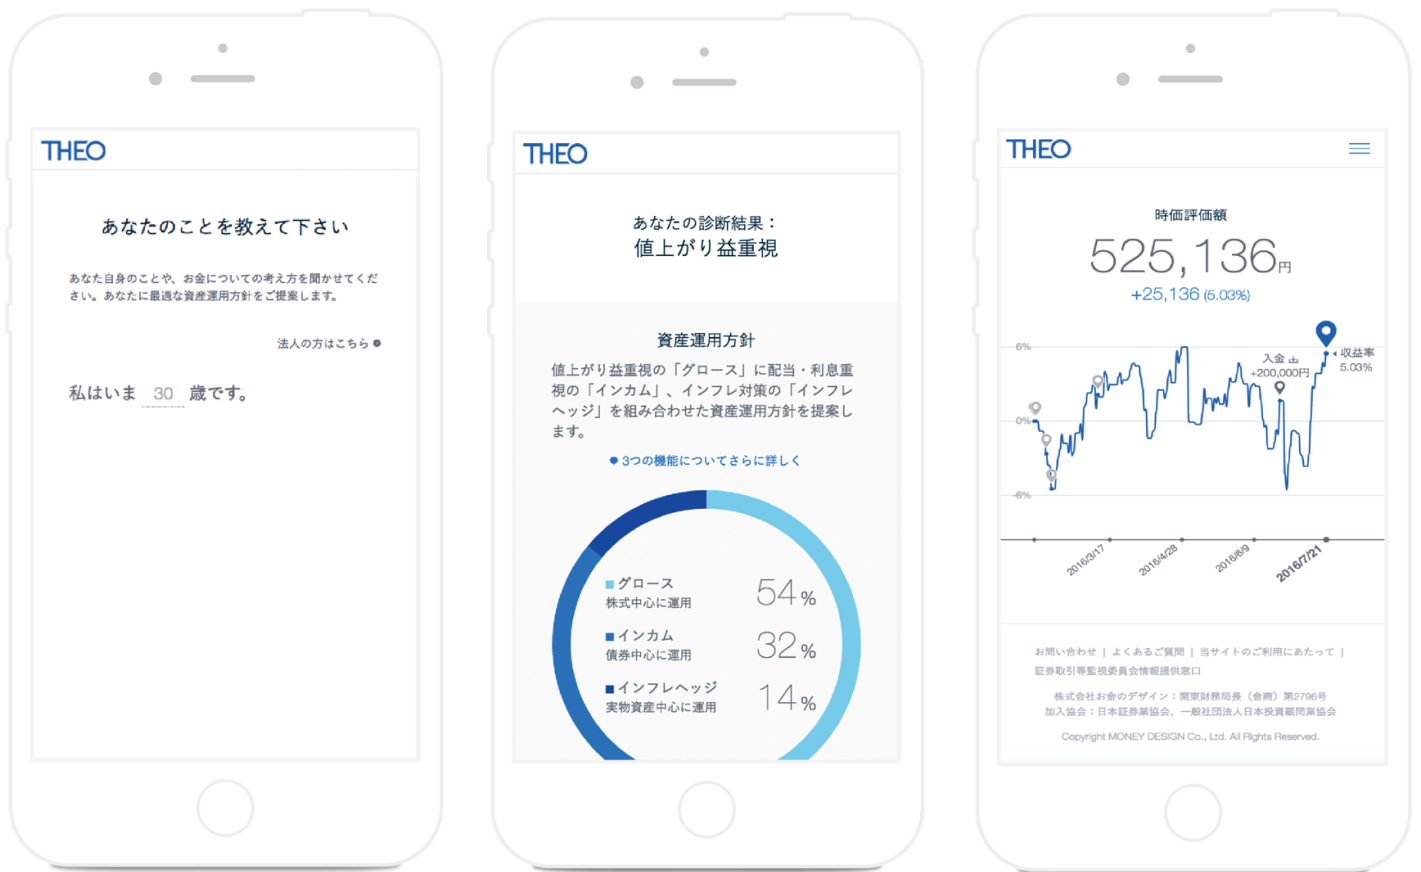 THEO
あなたのことを教えて下さい
あなた自身のことや、お金についての考え方を聞かせてくだ
さい。あなたに最適な資産運用方針をご提案します。
法人の方はこちら
私はいま 30 歳です。
THEO
あなたの診断結果：
値上がり益重視
資産運用方針
値上がり益重視の「グロース」に配当・利息重
視の「インカム」、インフレ対策の「インフレ
ヘッジ」を組み合わせた資産運用方針を提案し
ます。
3つの機能についてさらに詳しく
グロース
株式中心に運用
54%
インカム
債券中心に運用
32%
インフレヘッジ
実物資産中心に運用
14%
THEO
時価評価額
525,136円
+25,136 (5.03%)
6%
入金
+200,000円
収益率
5.03%
0%
-6%
2016/3/17
2016/4/28
2016/6/9
2016/7/21
お問い合わせ | よくあるご質問 | 当サイトのご利用にあたって |
証券取引等監視委員会情報提供窓口
株式会社お金のデザイン：関東財務局長（金商）第2796号
加入協会：日本証券業協会、一般社団法人日本投資顧問業協会
Copyright MONEY DESIGN Co., Ltd. All Rights Reserved.